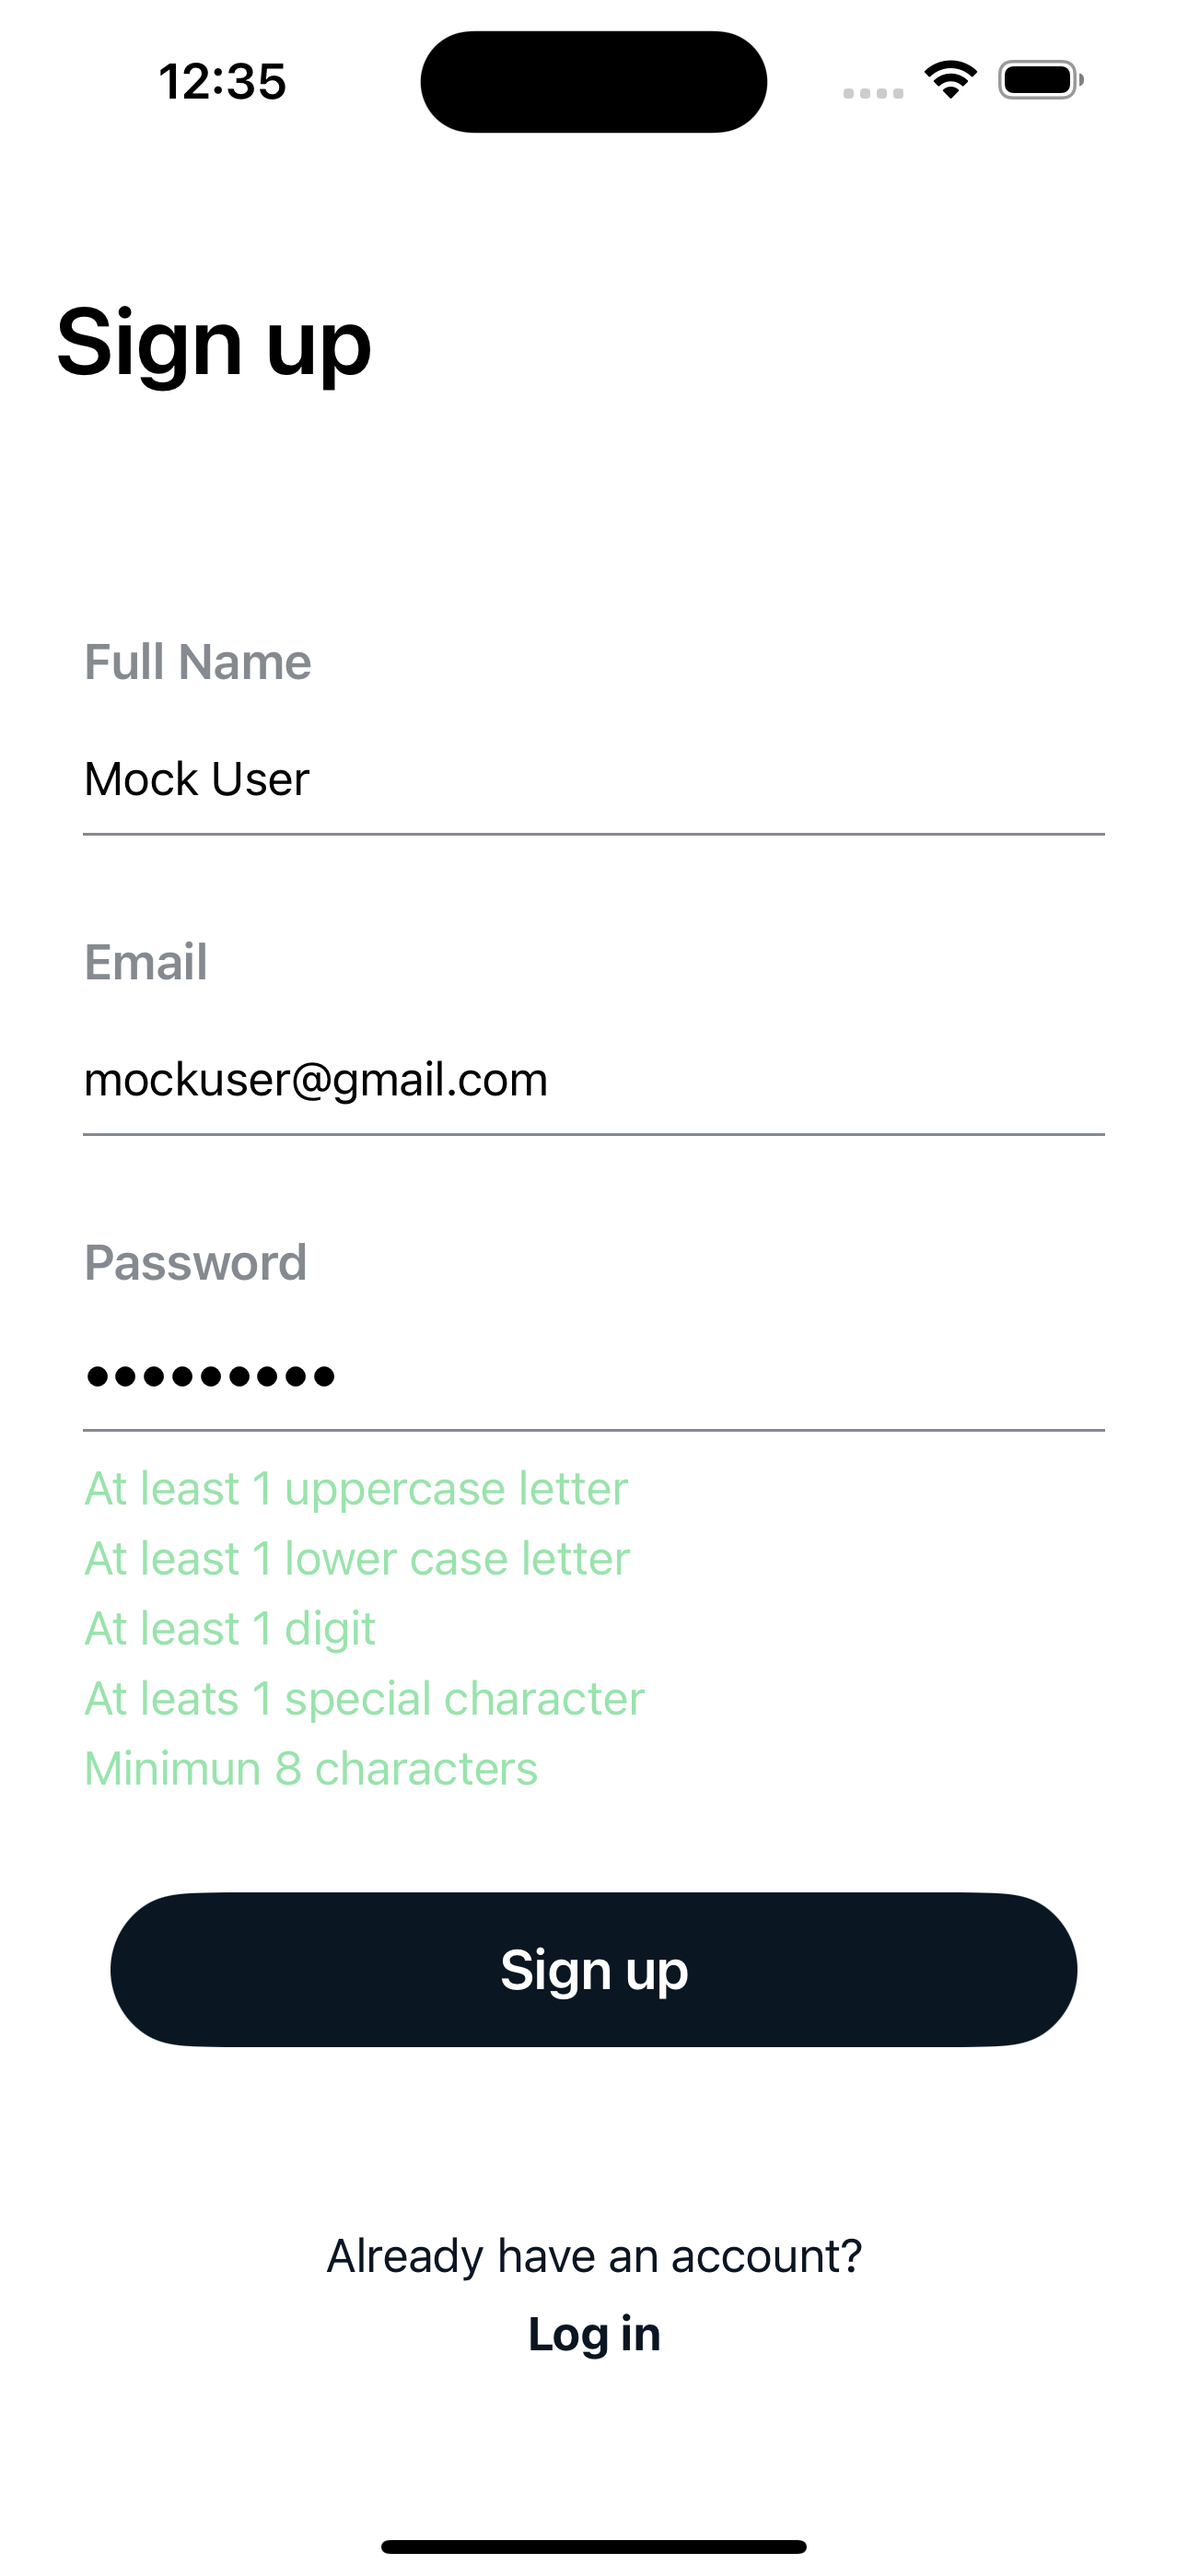 12:35
Sign up
Full Name
Mock User
Email
mockuser@gmail.com
Password
•••••••••
At least 1 uppercase letter
At least 1 lower case letter
At least 1 digit
At leats 1 special character
Minimun 8 characters
Sign up
Already have an account?
Log in